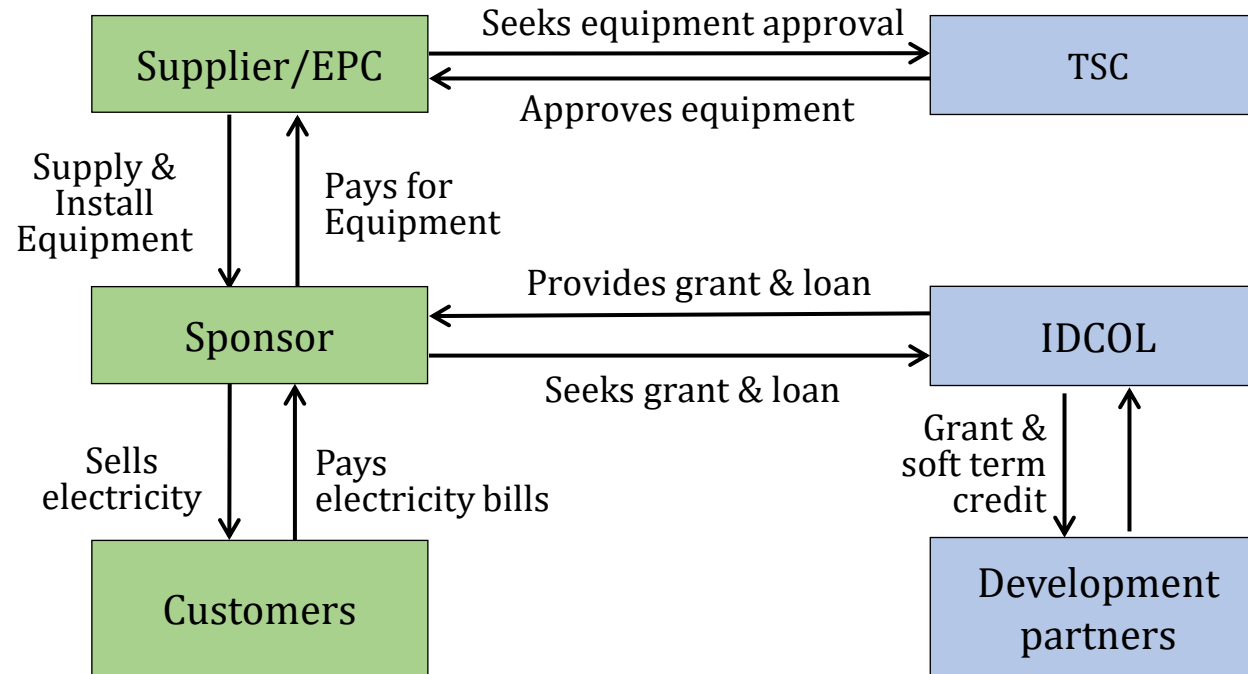 Seeks equipment approval
Supplier/EPC
TSC
Approves equipment
Supply &
Install
Equipment
Pays for
Equipment
Provides grant & loan
Sponsor
IDCOL
Seeks grant & loan
Sells
electricity
Pays
electricity bills
Grant &
soft term
credit
Customers
Development
partners